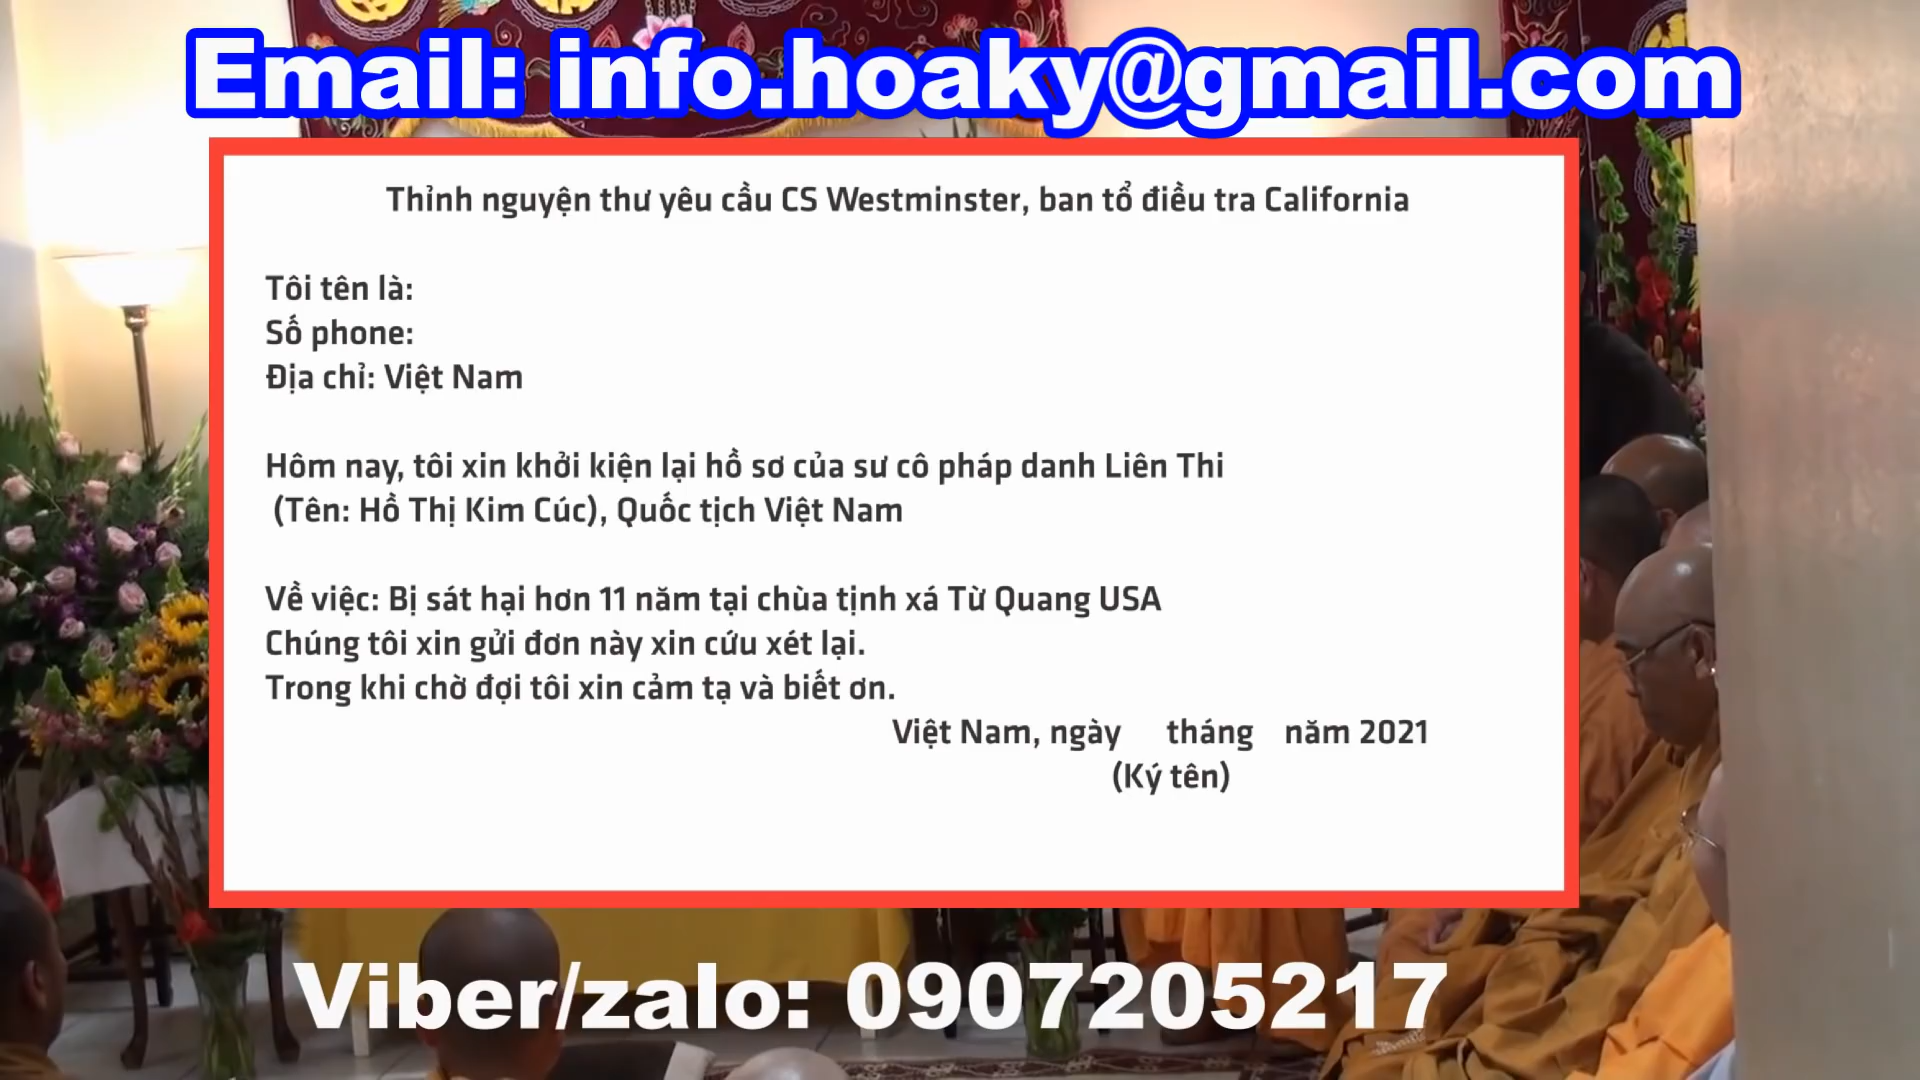 Email: info.hoaky@gmail.com
Thỉnh nguyện thư yêu cầu CS Westminster, ban tổ điều tra California
Tôi tên là:
Số phone:
Địa chỉ: Việt Nam
Hôm nay, tôi xin khởi kiện lại hồ sơ của sư cô pháp danh Liên Thi
(Tên: Hồ Thị Kim Cúc), Quốc tịch Việt Nam
Về việc: Bị sát hại hơn 11 năm tại chùa tịnh xá Từ Quang USA
Chúng tôi xin gửi đơn này xin cứu xét lại.
Trong khi chờ đợi tôi xin cảm tạ và biết ơn.
Việt Nam, ngày tháng năm 2021
(Ký tên)
Viber/zalo: 0907205217